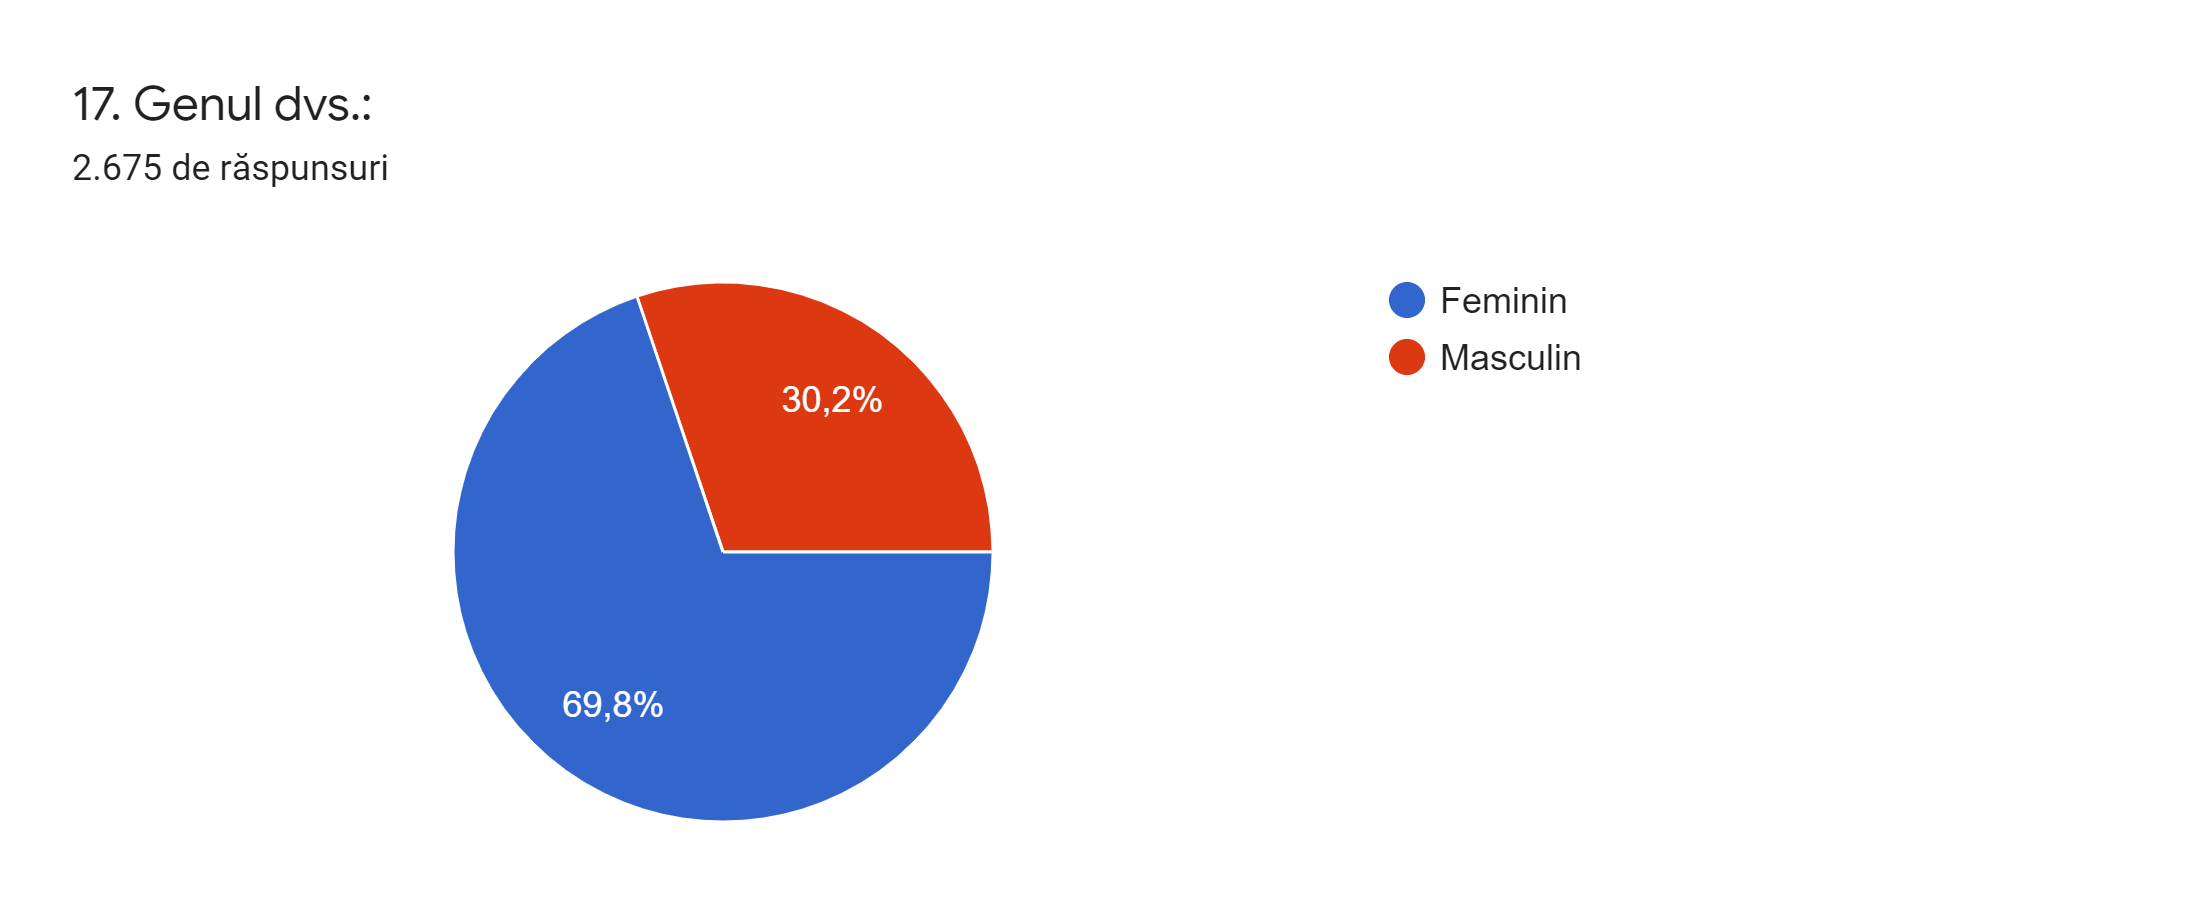 17. Genul dvs.:
2.675 de răspunsuri
Feminin
Masculin
30,2%
69,8%